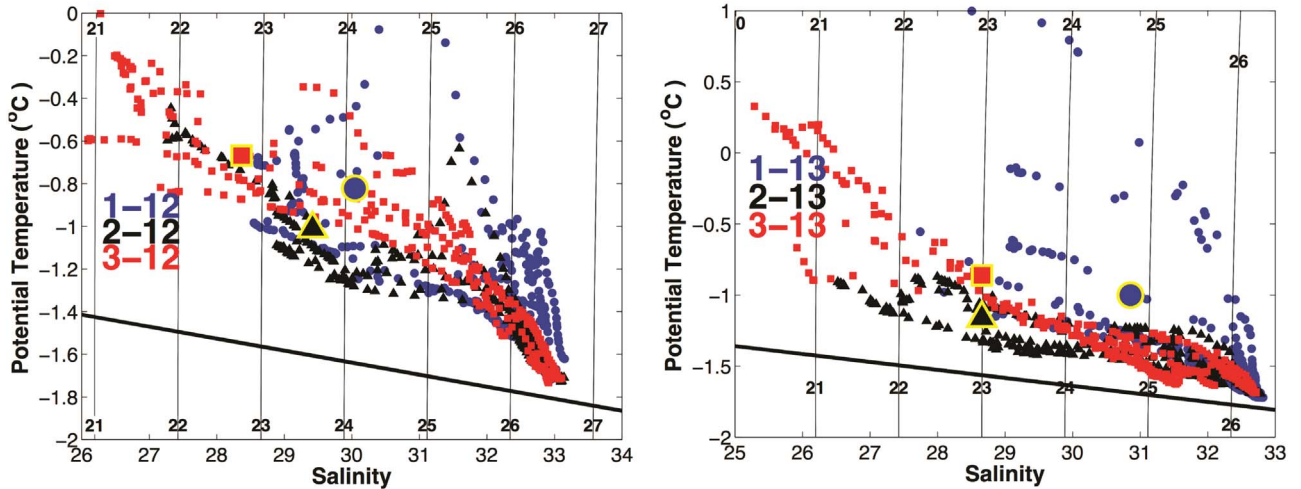 0 21 22 23 24 25 26 27
−0.2
−0.4
−0.6
−0.8
−1
−1.2
−1.4
−1.6
−1.8
−2
Potential Temperature (°C)
1−12
2−12
3−12
21 22 23 24 25 26 27
26 27 28 29 30 31 32 33 34
Salinity
1 0 21 22 23 24 25
26
0.5
0
−0.5
−1
−1.5
−2
Potential Temperature (°C)
1−13
2−13
3−13
21 22 23 24 25 26
25 26 27 28 29 30 31 32 33
Salinity